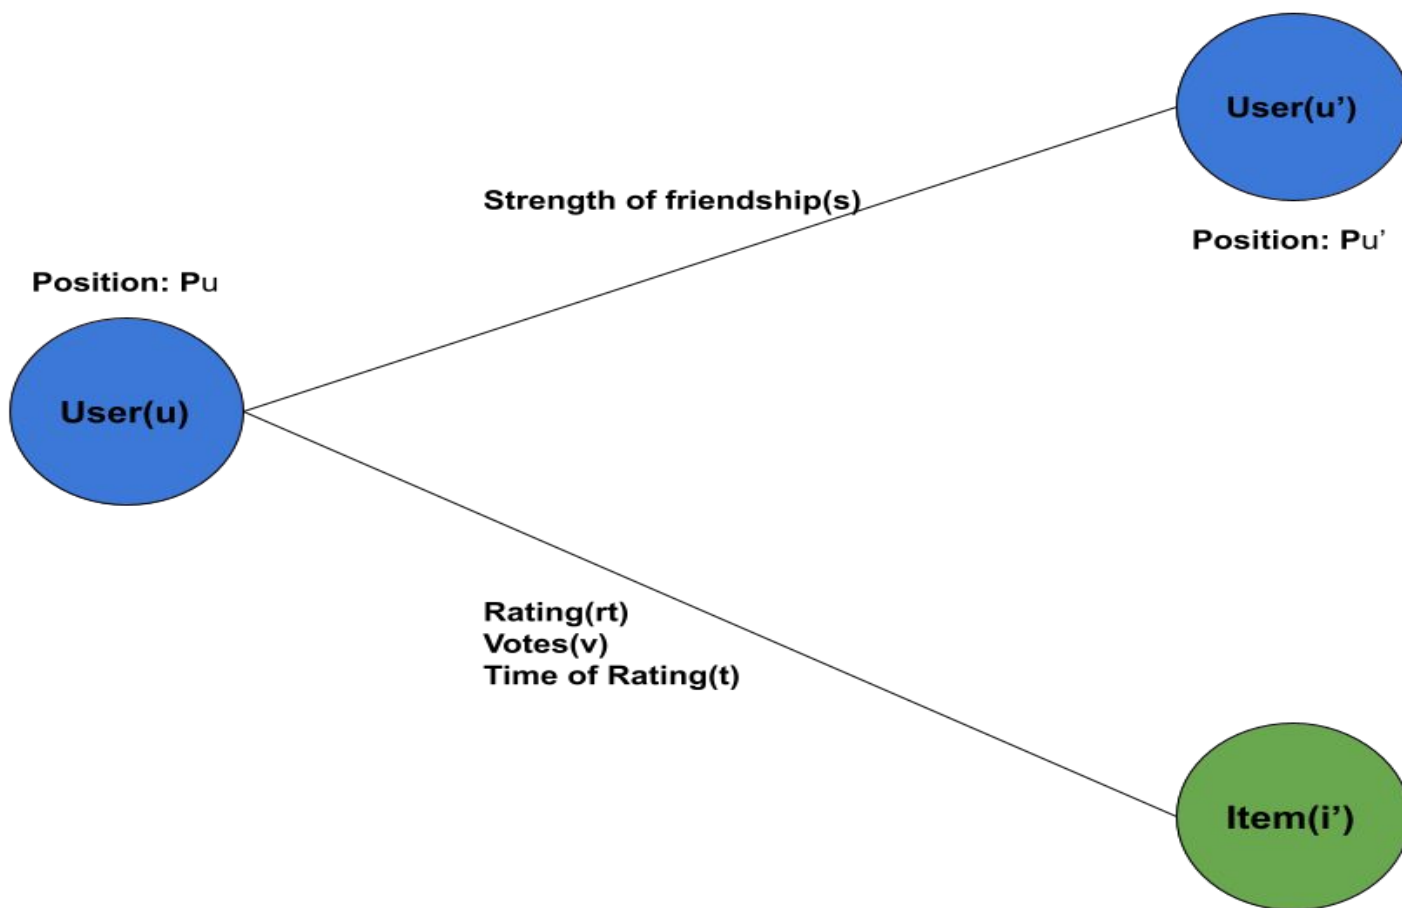 User(u’)
Strength of friendship(s)
Position: Pu’
Position: Pu
User(u)
Rating(rt)
Votes(v)
Time of Rating(t)
Item(i’)